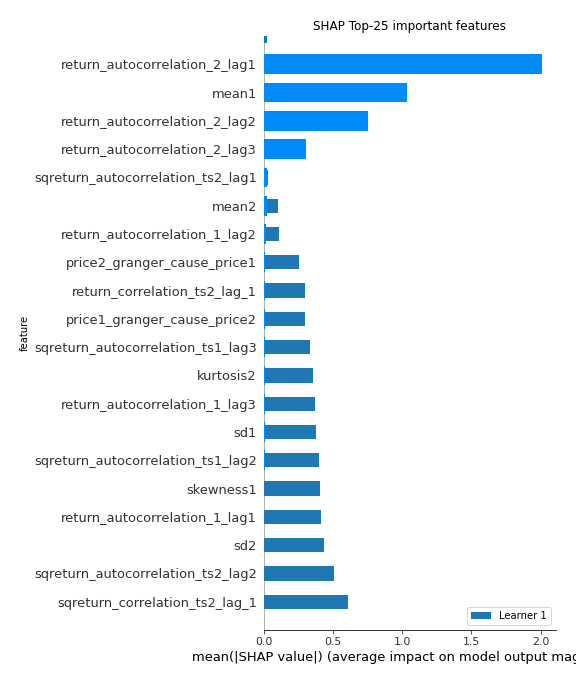 SHAP Top-25 important features
return_autocorrelation_2_lag1
mean1
return_autocorrelation_2_lag2
return_autocorrelation_2_lag3
sqreturn_autocorrelation_ts2_lag1
mean2
return_autocorrelation_1_lag2
price2_granger_cause_price1
return_correlation_ts2_lag_1
price1_granger_cause_price2
sqreturn_autocorrelation_ts1_lag3
kurtosis2
return_autocorrelation_1_lag3
sd1
sqreturn_autocorrelation_ts1_lag2
skewness1
return_autocorrelation_1_lag1
sd2
sqreturn_autocorrelation_ts2_lag2
sqreturn_correlation_ts2_lag_1
feature
Learner 1
0.0 0.5 1.0 1.5 2.0
mean(|SHAP value|) (average impact on model output mag